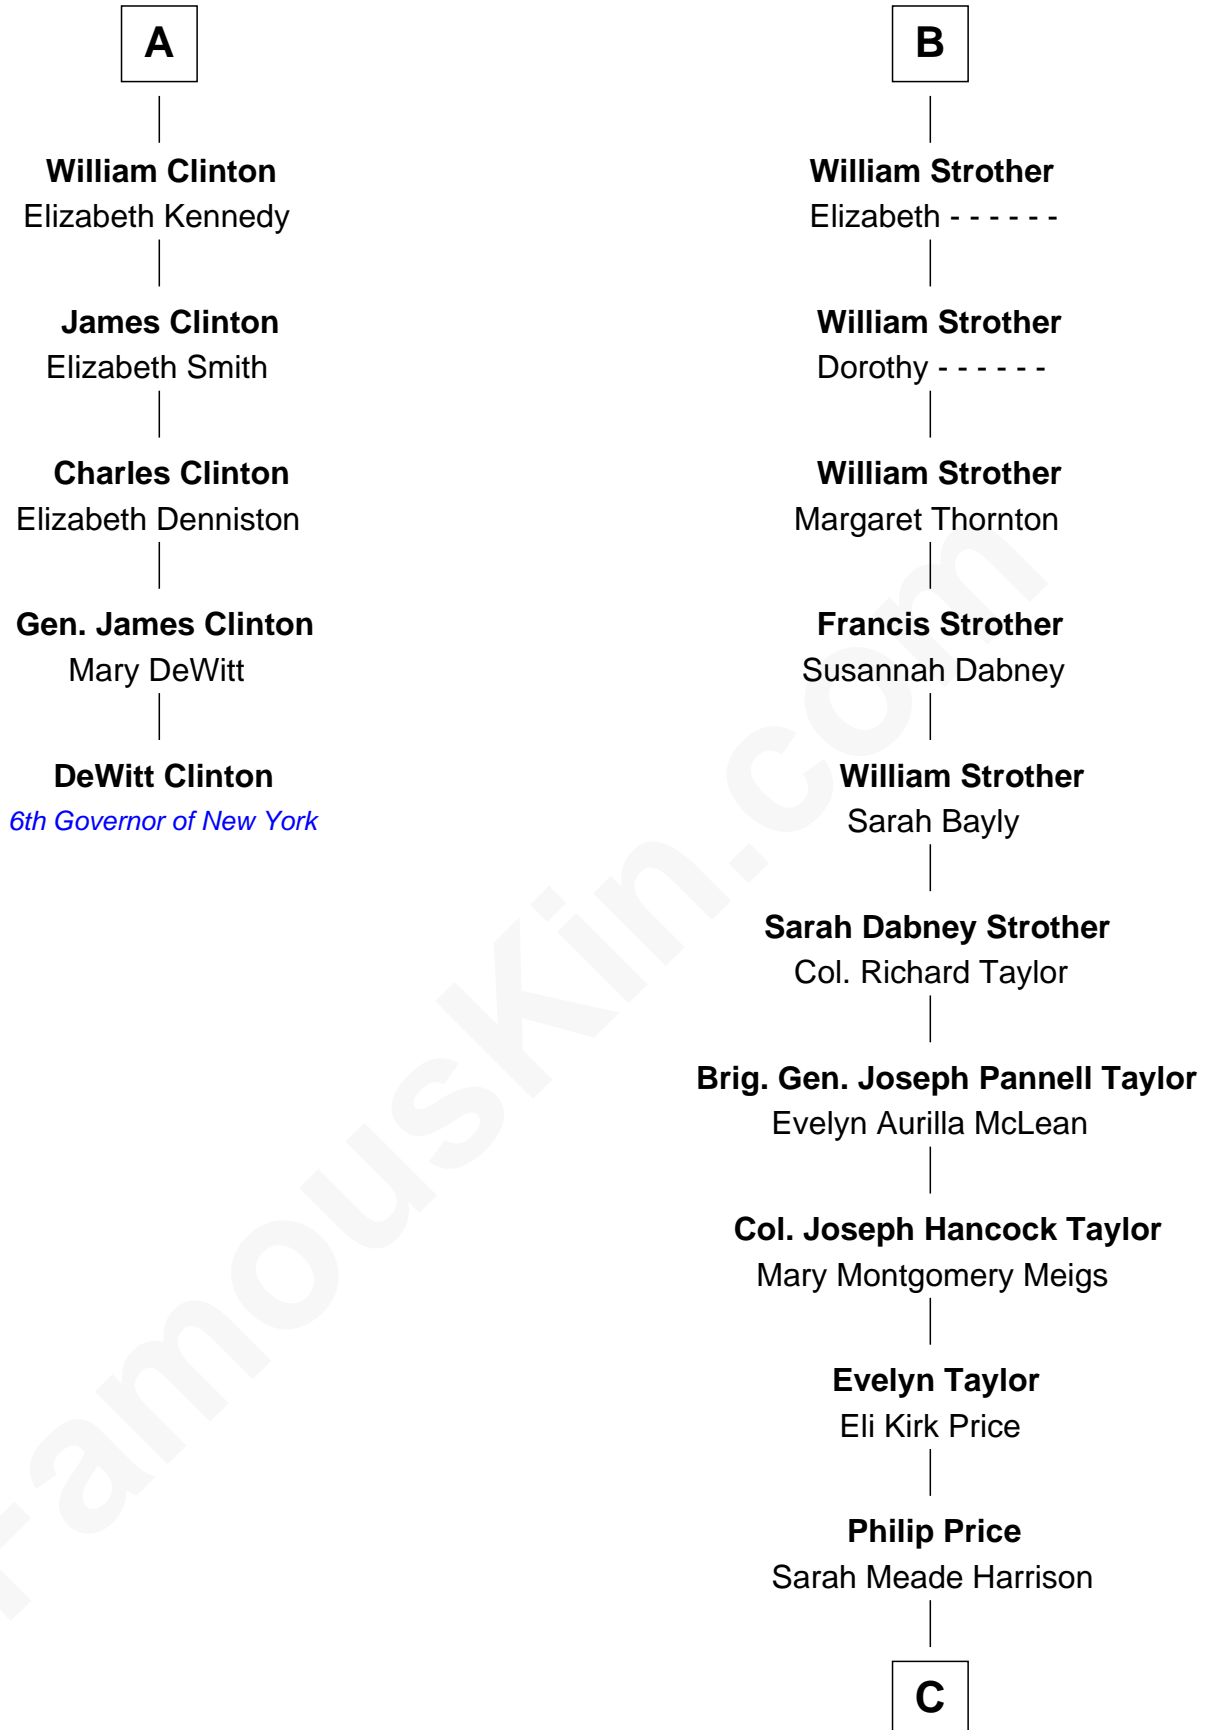 A
William Clinton
Elizabeth Kennedy
James Clinton
Elizabeth Smith
Charles Clinton
Elizabeth Denniston
Gen. James Clinton
Mary DeWitt
DeWitt Clinton
6th Governor of New York
B
William Strother
Elizabeth - - - - - -
William Strother
Dorothy - - - - - -
William Strother
Margaret Thornton
Francis Strother
Susannah Dabney
William Strother
Sarah Bayly
Sarah Dabney Strother
Col. Richard Taylor
Brig. Gen. Joseph Pannell Taylor
Evelyn Aurilla McLean
Col. Joseph Hancock Taylor
Mary Montgomery Meigs
Evelyn Taylor
Eli Kirk Price
Philip Price
Sarah Meade Harrison
C
FamousKin.com